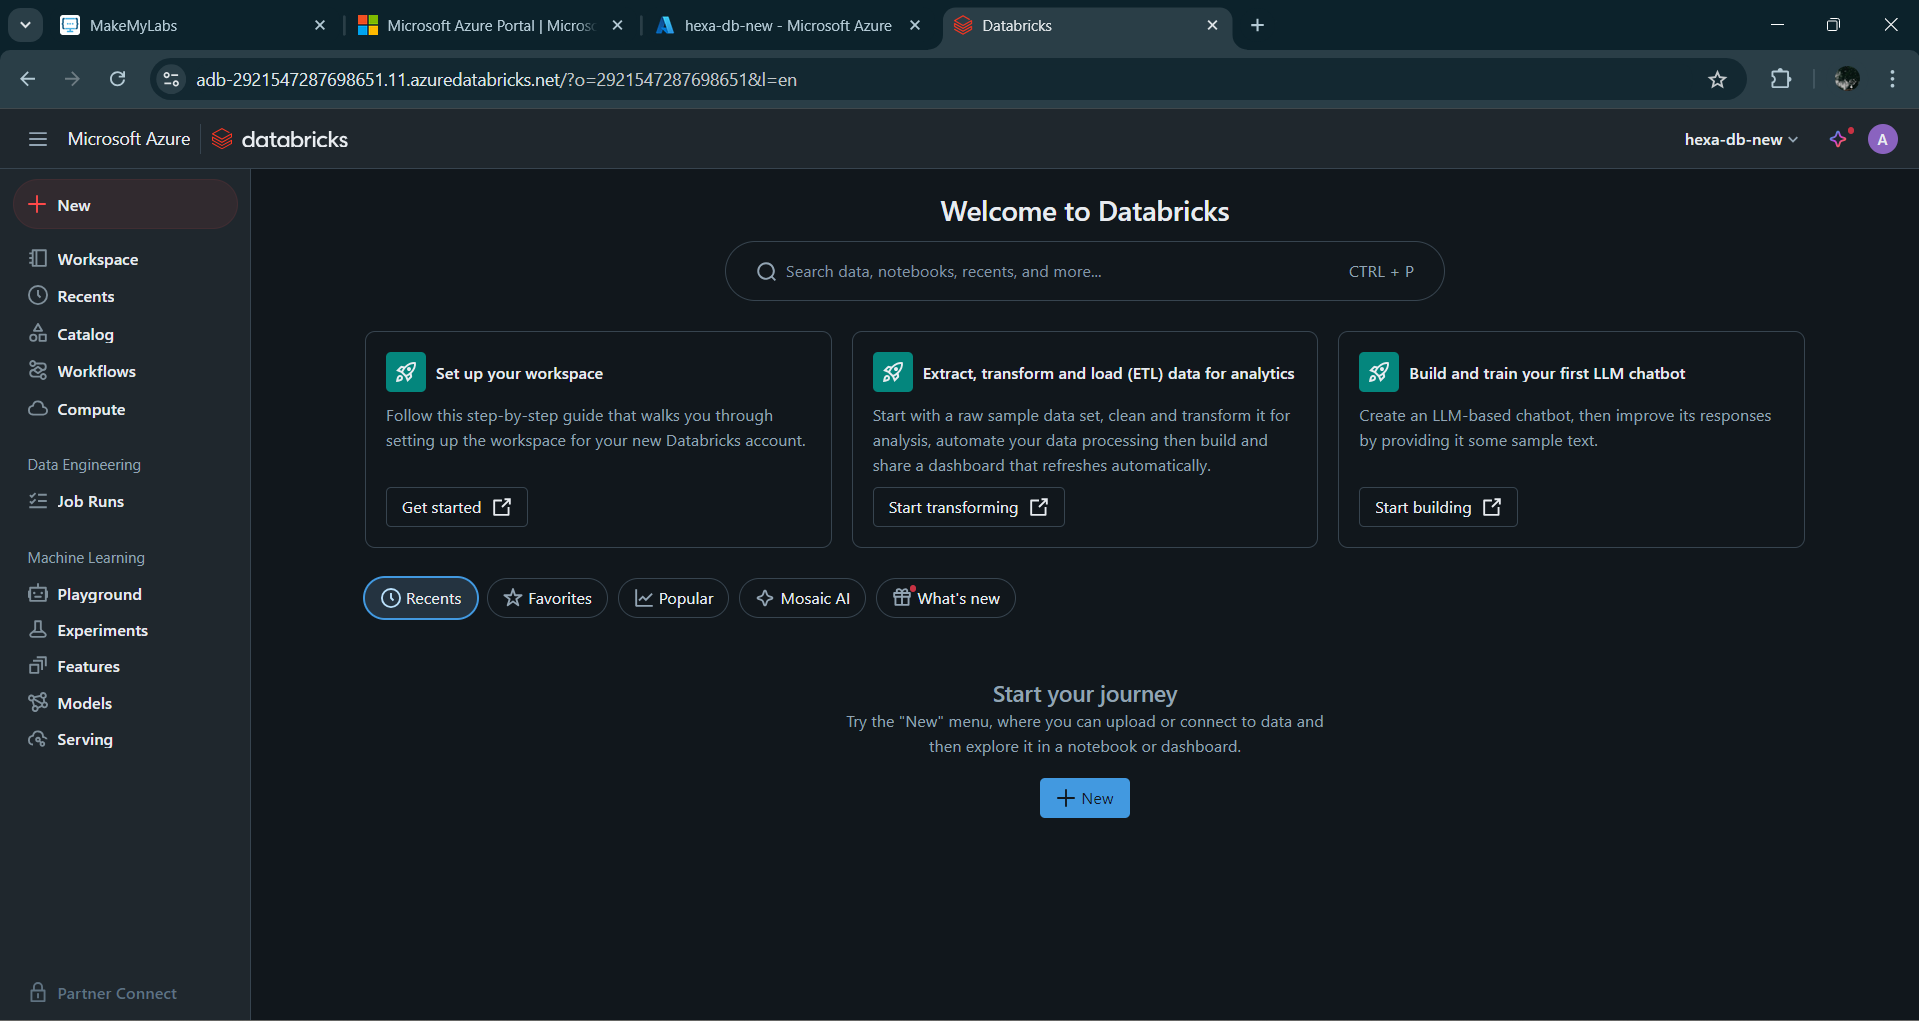 MakeMyLabs
Microsoft Azure Portal | Micros
hexa-db-new - Microsoft Azure
Databricks
adb-2921547287698651.11.azuredatabricks.net/?o=2921547287698651&l=en
Microsoft Azure
databricks
hexa-db-new
A
New
Workspace
Recents
Catalog
Workflows
Compute
Data Engineering
Job Runs
Machine Learning
Playground
Experiments
Features
Models
Serving
Partner Connect
Welcome to Databricks
Search data, notebooks, recents, and more... CTRL + P
Set up your workspace
Follow this step-by-step guide that walks you through
setting up the workspace for your new Databricks account.
Get started
Extract, transform and load (ETL) data for analytics
Start with a raw sample data set, clean and transform it for
analysis, automate your data processing then build and
share a dashboard that refreshes automatically.
Start transforming
Build and train your first LLM chatbot
Create an LLM-based chatbot, then improve its responses
by providing it some sample text.
Start building
Recents
Favorites
Popular
Mosaic AI
What's new
Start your journey
Try the "New" menu, where you can upload or connect to data and
then explore it in a notebook or dashboard.
New